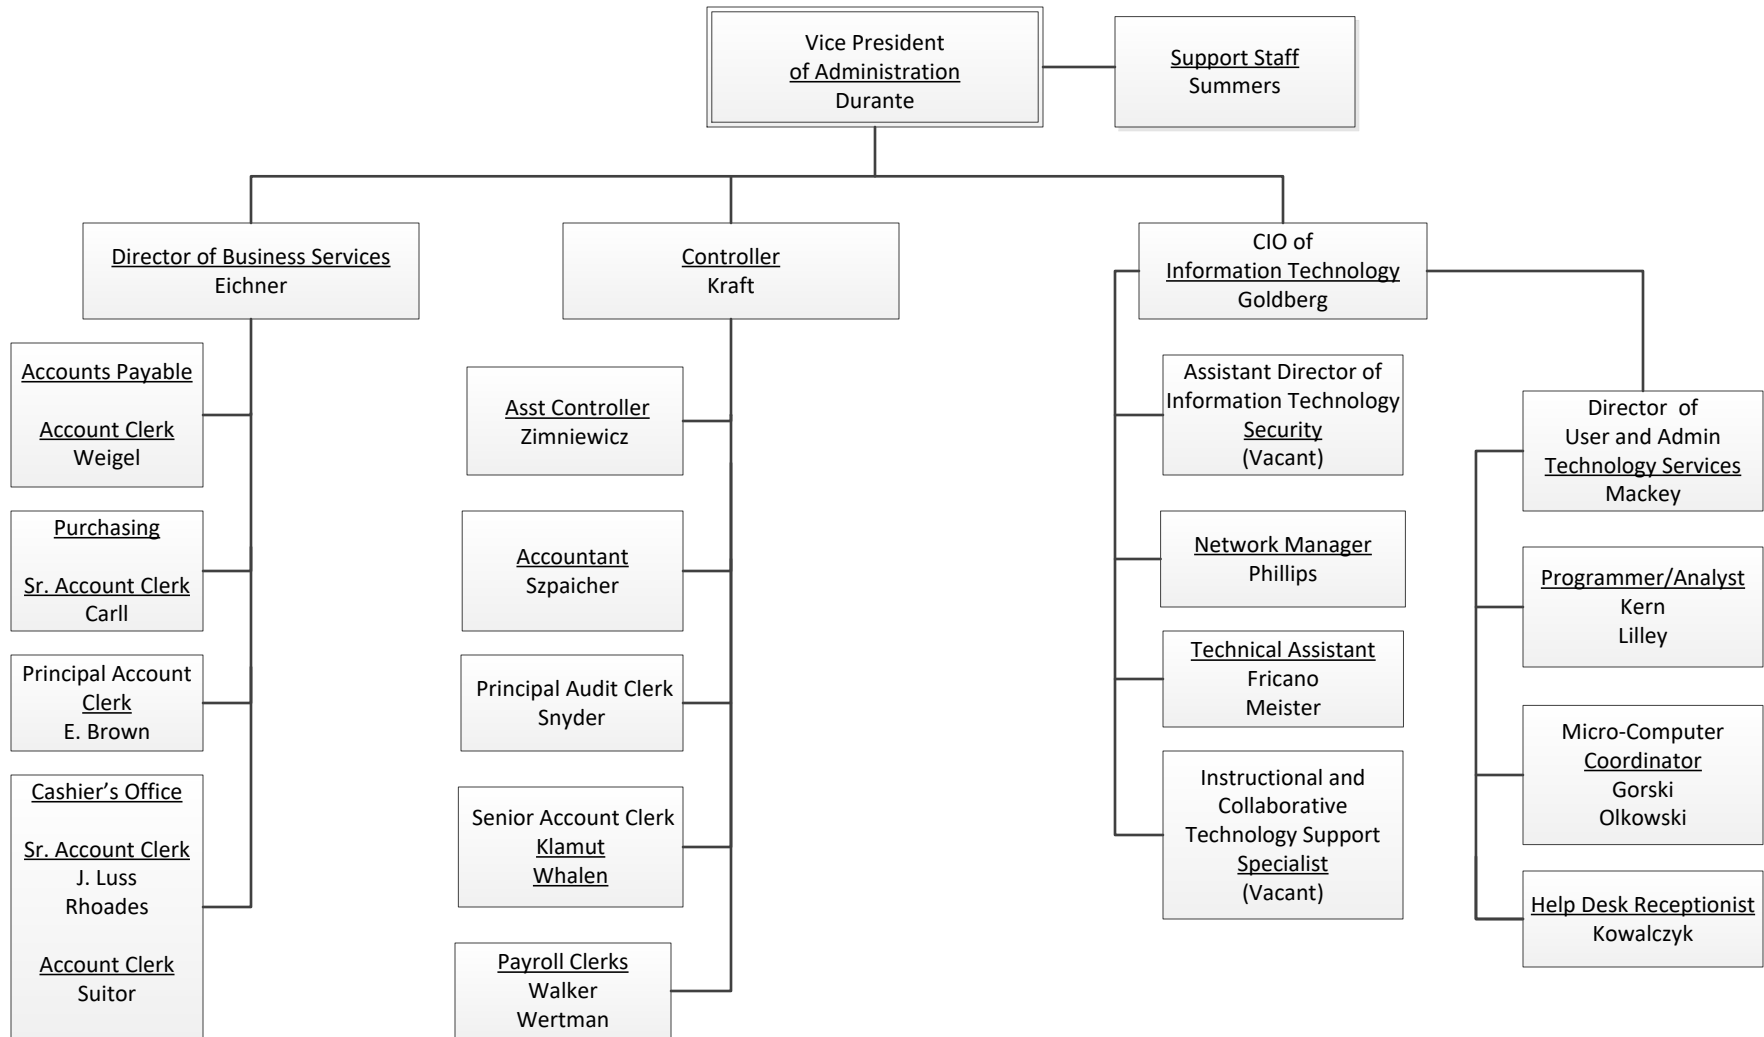 Vice President
of Administration
Durante
Support Staff
Summers
Director of Business Services
Eichner
Accounts Payable
Account Clerk
Weigel
Purchasing
Sr. Account Clerk
Carll
Principal Account
Clerk
E. Brown
Cashier's Office
Sr. Account Clerk
J. Luss
Rhoades
Account Clerk
Suitor
Controller
Kraft
Asst Controller
Zimniewicz
Accountant
Szpaicher
Principal Audit Clerk
Snyder
Senior Account Clerk
Klamut
Whalen
Payroll Clerks
Walker
Wertman
CIO of
Information Technology
Goldberg
Assistant Director of
Information Technology
Security
(Vacant)
Network Manager
Phillips
Technical Assistant
Fricano
Meister
Instructional and
Collaborative
Technology Support
Specialist
(Vacant)
Director of
User and Admin
Technology Services
Mackey
Programmer/Analyst
Kern
Lilley
Micro-Computer
Coordinator
Gorski
Olkowski
Help Desk Receptionist
Kowalczyk